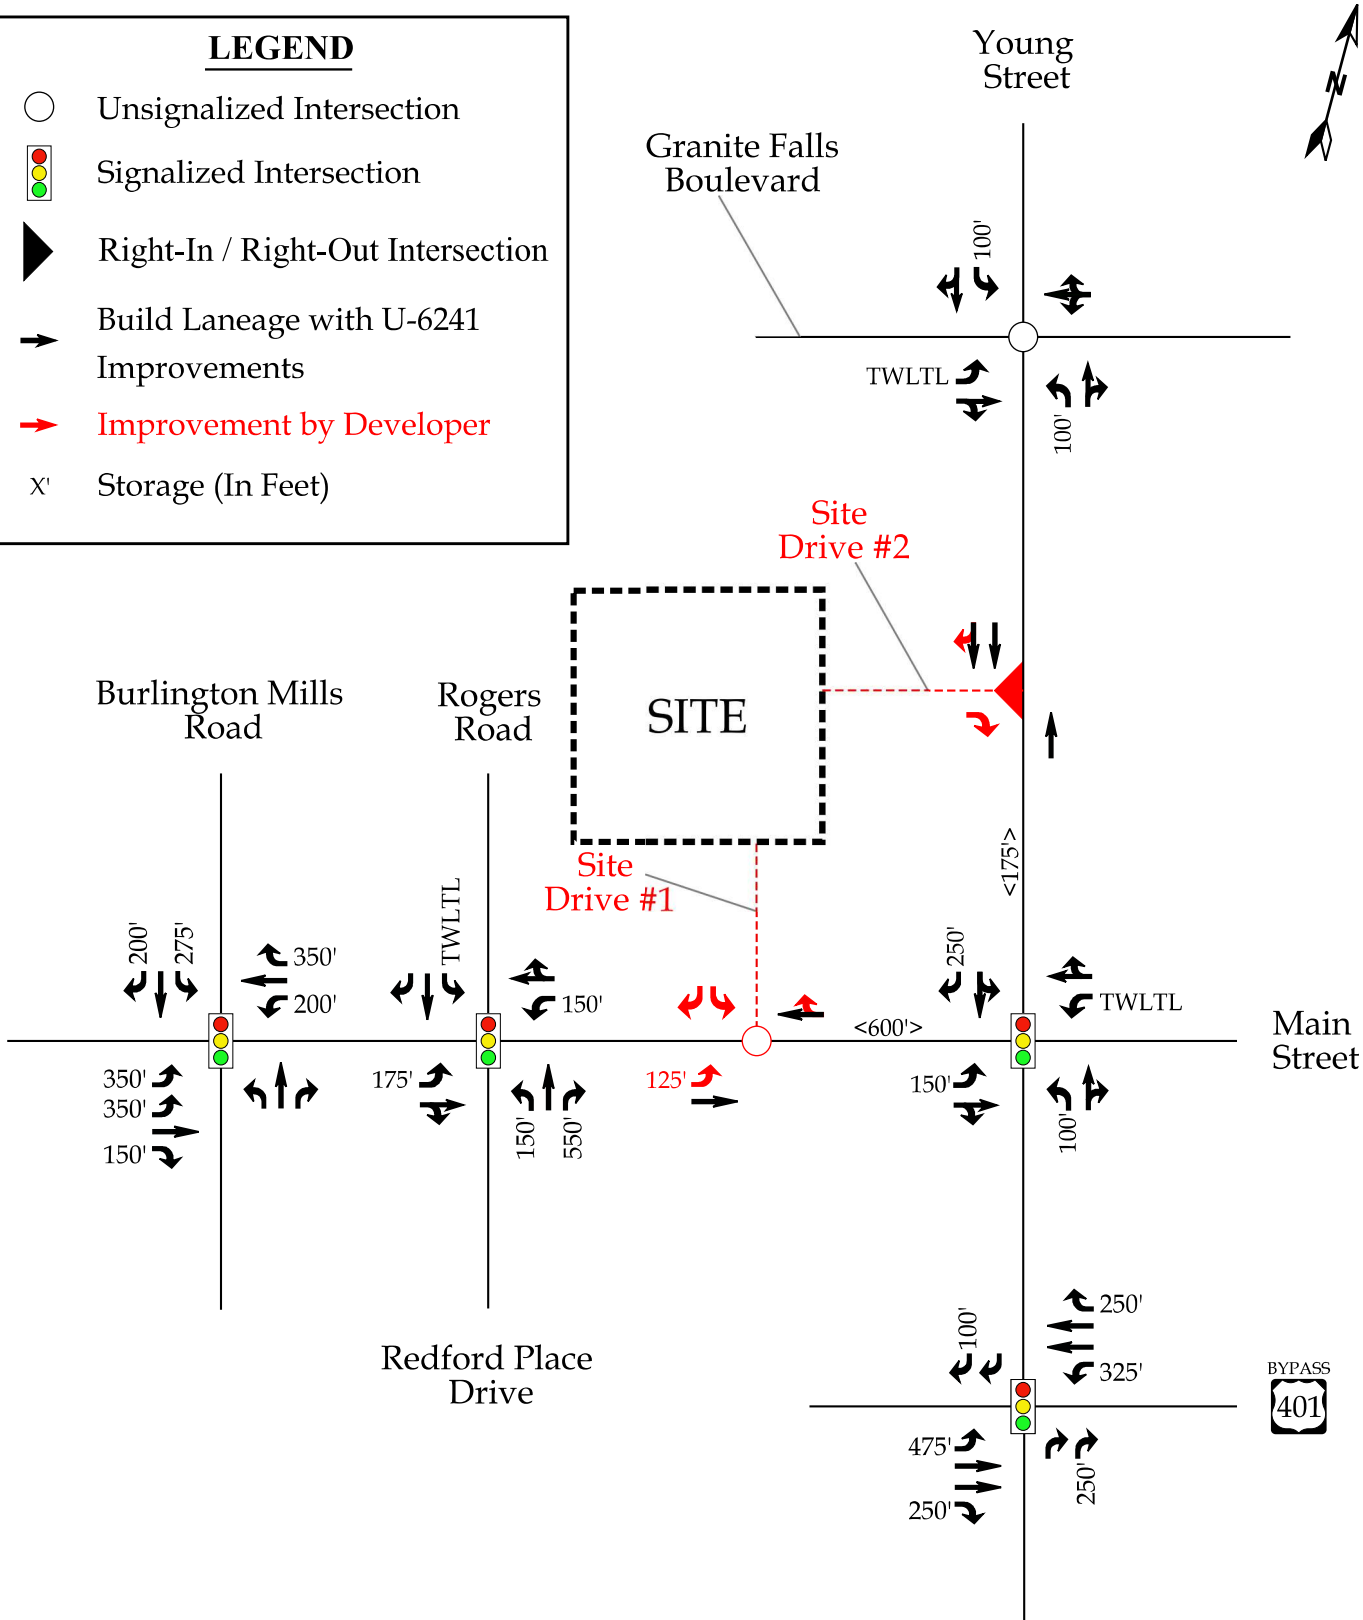 LEGEND
Unsignalized Intersection
Signalized Intersection
Right-In / Right-Out Intersection
Build Laneage with U-6241
Improvements
Improvement by Developer
X' Storage (In Feet)
Young
Street
N
Granite Falls
Boulevard
100'
TWLTL
100'
Site
Drive #2
SITE
Burlington Mills
Road
Rogers
Road
<175'>
Site
Drive #1
200'
275'
350'
200'
TWLTL
150'
<600'>
250'
TWLTL
Main
Street
350'
350'
150'
175'
150'
550'
125'
150'
100'
Redford Place
Drive
100'
250'
325'
BYPASS
401
475'
250'
250'